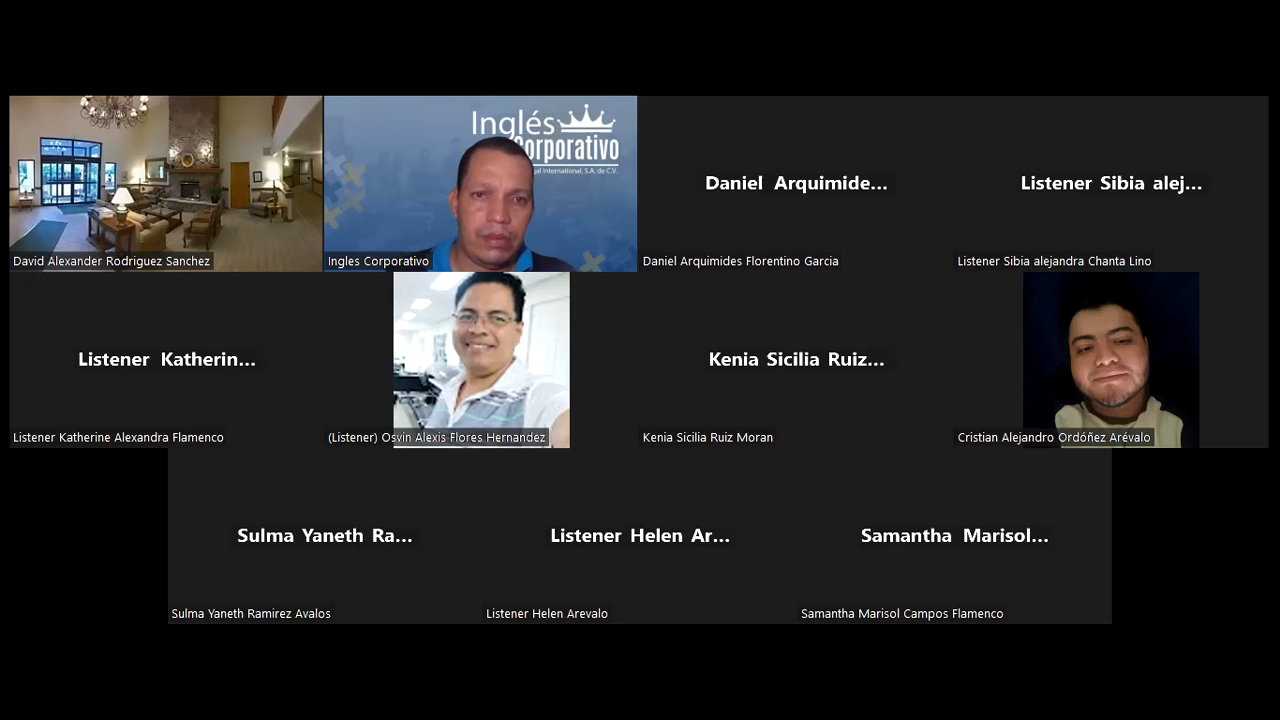 Inglés
Corporativo
gal International, S.A. de C.V.
David Alexander Rodriguez Sanchez
Ingles Corporativo
Daniel Arquimide...
Daniel Arquimides Florentino Garcia
Listener Sibia alej...
Listener Sibia alejandra Chanta Lino
Listener Katherin...
Listener Katherine Alexandra Flamenco
(Listener) Osvin Alexis Flores Hernandez
Kenia Sicilia Ruiz...
Kenia Sicilia Ruiz Moran
Cristian Alejandro Ordóñez Arévalo
Sulma Yaneth Ra...
Sulma Yaneth Ramirez Avalos
Listener Helen Ar...
Listener Helen Arevalo
Samantha Marisol...
Samantha Marisol Campos Flamenco